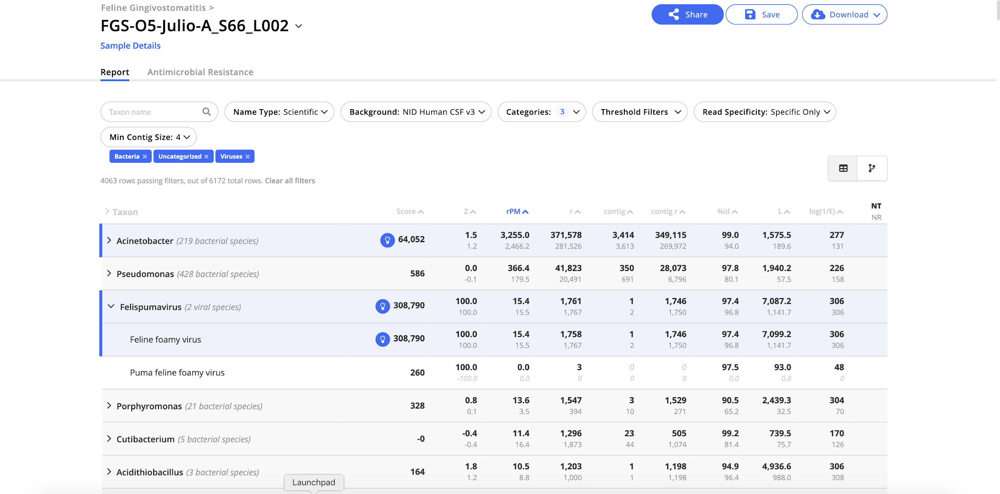 Feline Gingivostomatitis >
FGS-O5-Julio-A_S66_L002
Share
Save
Download
Sample Details
Report
Antimicrobial Resistance
Taxon name
Name Type: Scientific
Background: NID Human CSF v3
Categories: 3
Threshold Filters
Read Specificity: Specific Only
Min Contig Size: 4
Bacteria ×
Uncategorized ×
Viruses ×
4063 rows passing filters, out of 6172 total rows. Clear all filters
Taxon Score Z rPM r contig contig r %id L log(1/E) NT
NR
Acinetobacter (219 bacterial species) 64,052 1.5 3,255.0 371,578 3,414 349,115 99.0 1,575.5 277
1.2 2,466.2 281,526 3,613 269,972 94.0 189.6 131
Pseudomonas (428 bacterial species) 586 0.0 366.4 41,823 350 28,073 97.8 1,940.2 226
-0.1 179.5 20,491 691 6,796 80.1 57.5 158
Felispumavirus (2 viral species) 308,790 100.0 15.4 1,761 1 1,746 97.4 7,087.2 306
100.0 15.5 1,767 2 1,750 96.8 1,141.7 306
Feline foamy virus 308,790 100.0 15.4 1,758 1 1,746 97.4 7,099.2 306
100.0 15.5 1,767 2 1,750 96.8 1,141.7 306
Puma feline foamy virus 260 100.0 0.0 3 0 0 97.5 93.0 48
-100.0 0.0 0 0 0 0.0 0.0 0
Porphyromonas (21 bacterial species) 328 0.8 13.6 1,547 3 1,529 90.5 2,439.3 304
0.1 3.5 394 10 271 65.2 32.5 70
Cutibacterium (5 bacterial species) -0 -0.4 11.4 1,296 23 505 99.2 739.5 170
-0.4 16.4 1,873 44 1,074 81.4 75.7 126
Acidithiobacillus (3 bacterial species) 164 1.8 10.5 1,203 1 1,198 94.9 4,936.6 306
1.2 8.8 1,000 1 1,198 96.4 988.0 308
Launchpad